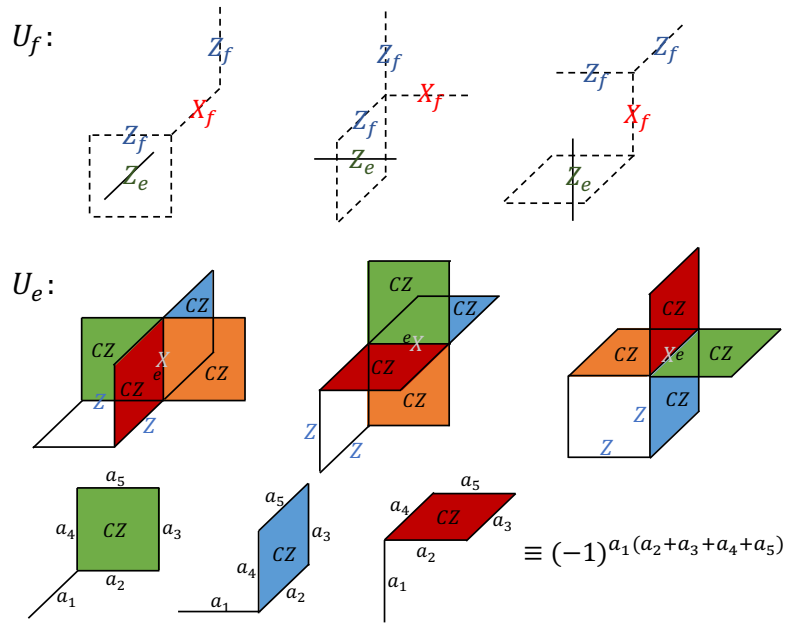 U_f:
Z_f Z_f
X_f X_f Z_f Z_f
Z_f Z_f X_f
Z_e Z_e Z_e
U_e:
CZ CZ CZ
CZ X CZ e X CZ CZ X e CZ
e CZ CZ
CZ CZ CZ
Z Z Z Z
Z Z Z
a_5 a_5 a_5
a_4 CZ a_3 a_4 CZ a_3 a_4 CZ a_3
a_2 a_2 a_2 ≡ (−1)^{a_1(a_2+a_3+a_4+a_5)}
a_1 a_1 a_1